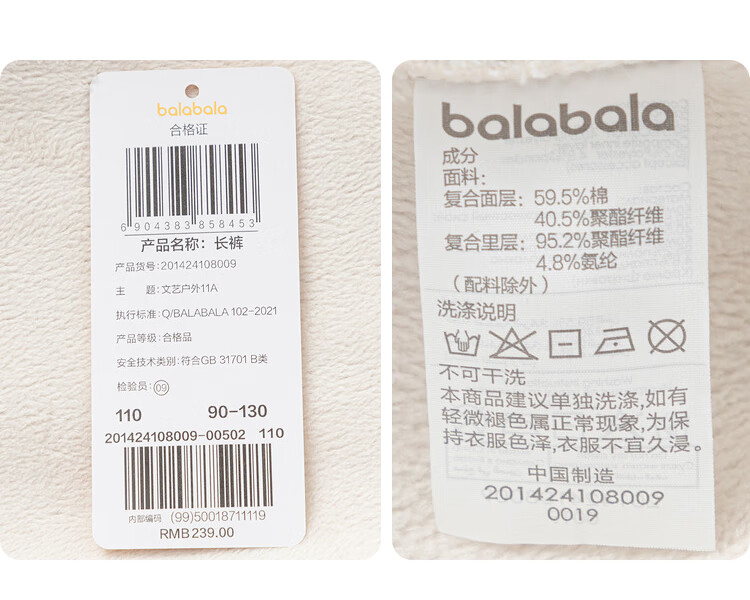 balabala
合格证
6 904383 858453
产品名称：长裤
产品货号:201424108009
主 题:文艺户外11A
执行标准: Q/BALABALA 102-2021
产品等级: 合格品
安全技术类别: 符合GB 31701 B类
检验员: 09
110 90-130
201424108009-00502 110
内部编码 (99)50018711119
RMB239.00
balabala
成分
面料:
复合面层: 59.5%棉
40.5%聚酯纤维
复合里层: 95.2%聚酯纤维
4.8%氨纶
（配料除外）
洗涤说明
不可干洗
本商品建议单独洗涤,如有
轻微褪色属正常现象,为保
持衣服色泽,衣服不宜久浸。
中国制造
201424108009
0019